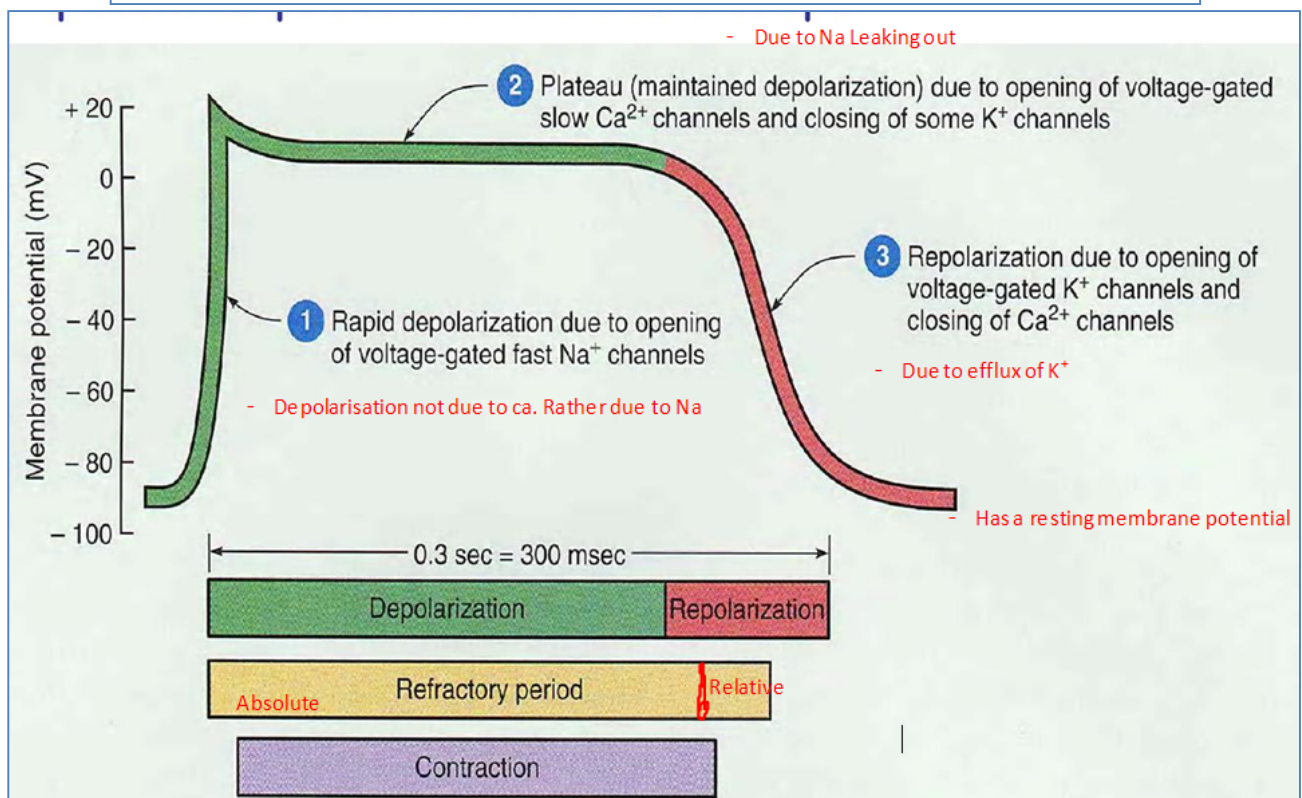 - Due to Na Leaking out
2 Plateau (maintained depolarization) due to opening of voltage-gated
slow Ca²⁺ channels and closing of some K⁺ channels
Membrane potential (mV)
+ 20
0
– 20
– 40
– 60
– 80
– 100
3 Repolarization due to opening of
voltage-gated K⁺ channels and
closing of Ca²⁺ channels
- Due to efflux of K⁺
1 Rapid depolarization due to opening
of voltage-gated fast Na⁺ channels
- Depolarisation not due to ca. Rather due to Na
- Has a resting membrane potential
0.3 sec = 300 msec
Depolarization
Repolarization
Refractory period
Absolute
Relative
Contraction